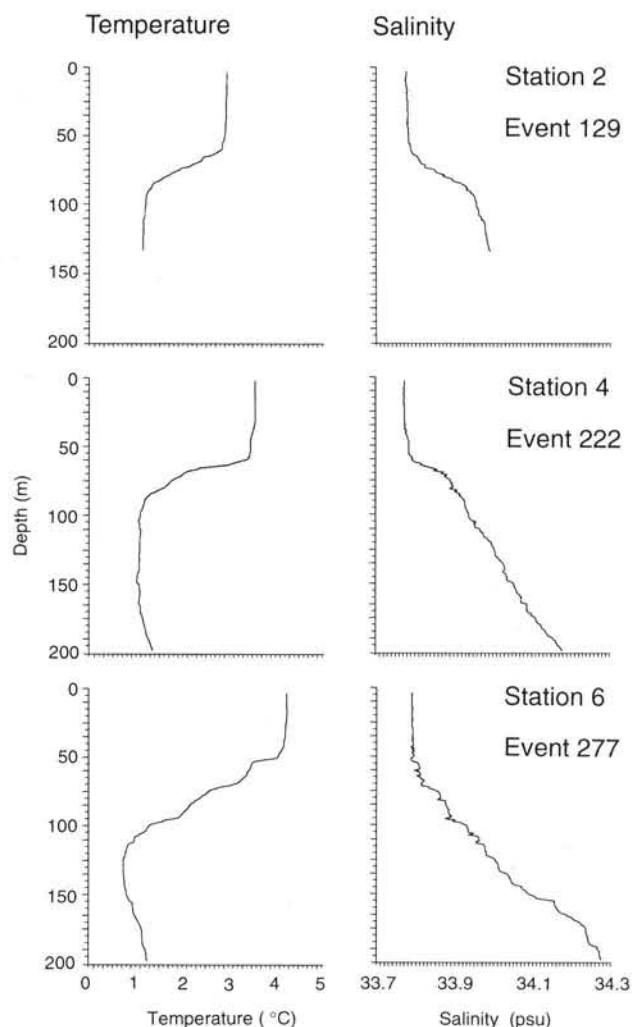 Temperature Salinity
0
50
100
150
200
Station 2
Event 129
0
50
100
150
200
Station 4
Event 222
Depth (m)
0
50
100
150
200
Station 6
Event 277
0 1 2 3 4 5
33.7 33.9 34.1 34.3
Temperature ( °C) Salinity (psu)